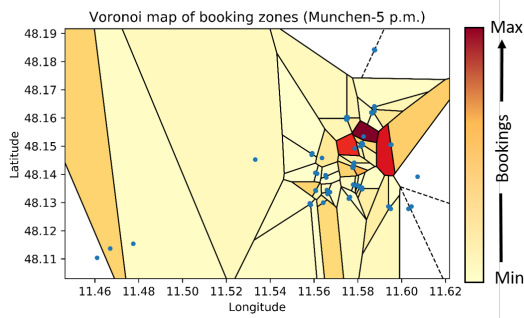 Voronoi map of booking zones (Munchen-5 p.m.)
48.19
48.18
48.17
48.16
48.15
48.14
48.13
48.12
48.11
Latitude
11.46 11.48 11.50 11.52 11.54 11.56 11.58 11.60 11.62
Longitude
Max
Bookings
Min